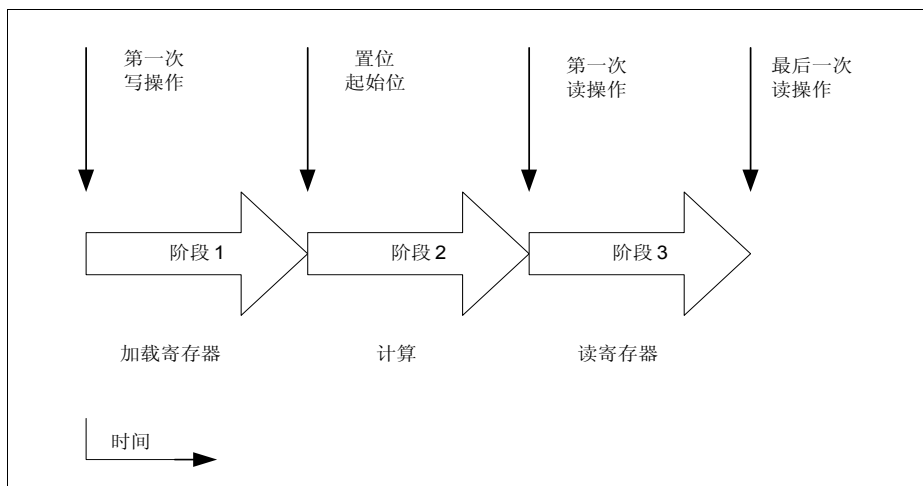 第一次
写操作
置位
起始位
第一次
读操作
最后一次
读操作
阶段 1
阶段 2
阶段 3
加载寄存器
计算
读寄存器
时间